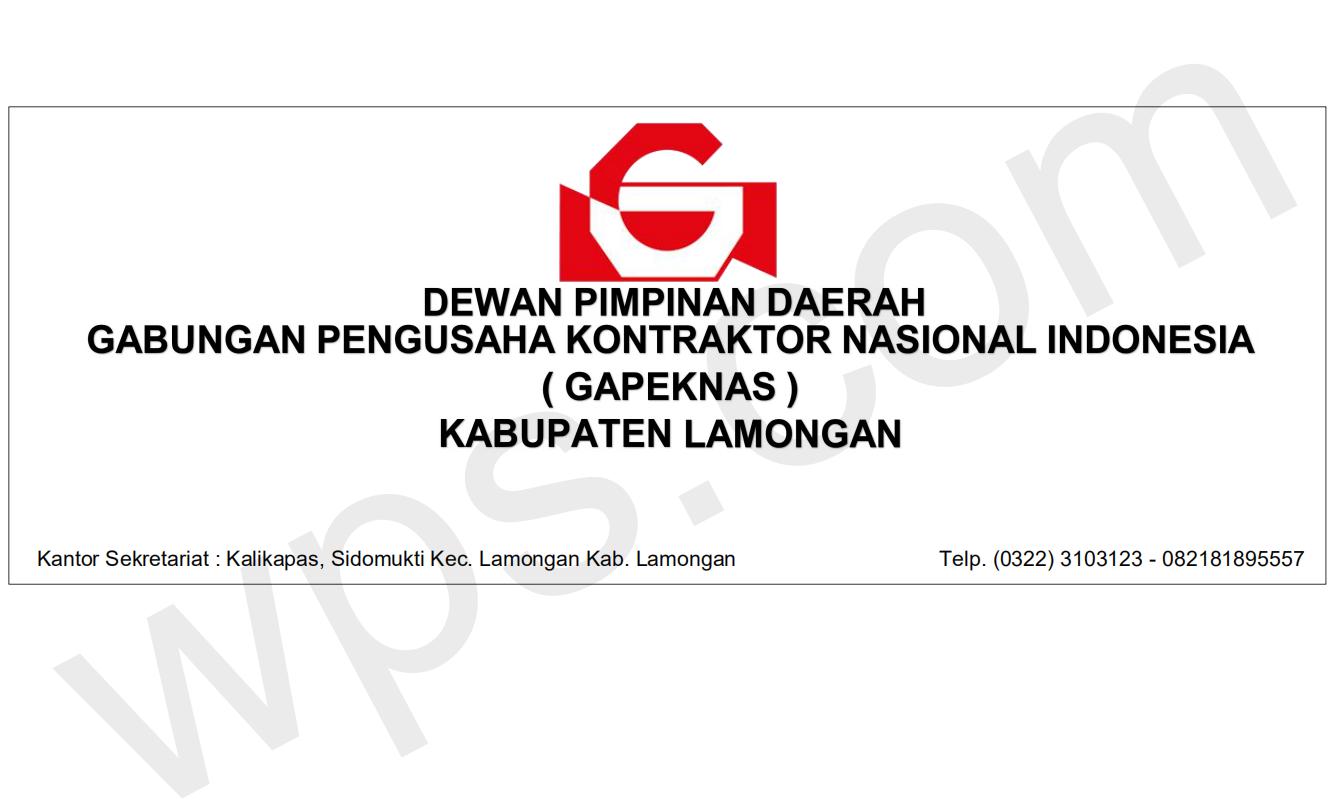 DEWAN PIMPINAN DAERAH
GABUNGAN PENGUSAHA KONTRAKTOR NASIONAL INDONESIA
( GAPEKNAS )
KABUPATEN LAMONGAN
Kantor Sekretariat : Kalikapas, Sidomukti Kec. Lamongan Kab. Lamongan Telp. (0322) 3103123 - 082181895557
wps.com